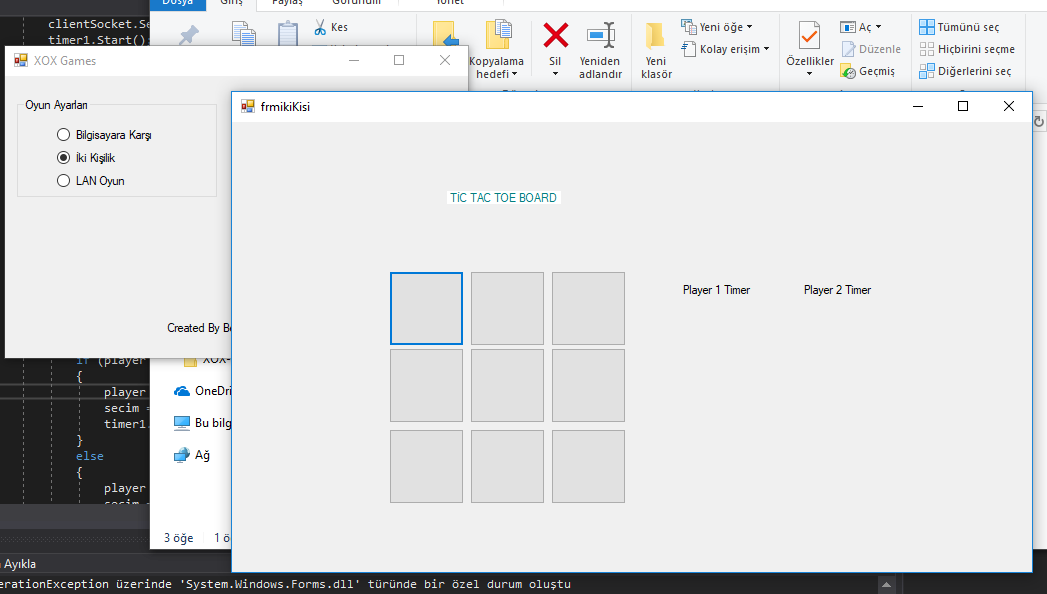 clientSocket.Se
timer1.Start();
Dosya Giriş Paylaş Görünüm Yönet
Kes
Kopyalama
hedefi
Sil
Yeniden
adlandır
Yeni
klasör
Yeni öğe
Kolay erişim
Özellikler
Aç
Düzenle
Geçmiş
Tümünü seç
Hiçbirini seçme
Diğerlerini seç
XOX Games
Oyun Ayarları
Bilgisayara Karşı
İki Kişilik
LAN Oyun
Created By Be
frmikiKisi
TiC TAC TOE BOARD
Player 1 Timer
Player 2 Timer
if (player
{
player
secim =
timer1.
}
else
{
player
secim
XOX-
OneDri
Bu bilg
Ağ
3 öğe 1 ö
Ayıkla
erationException üzerinde 'System.Windows.Forms.dll' türünde bir özel durum oluştu